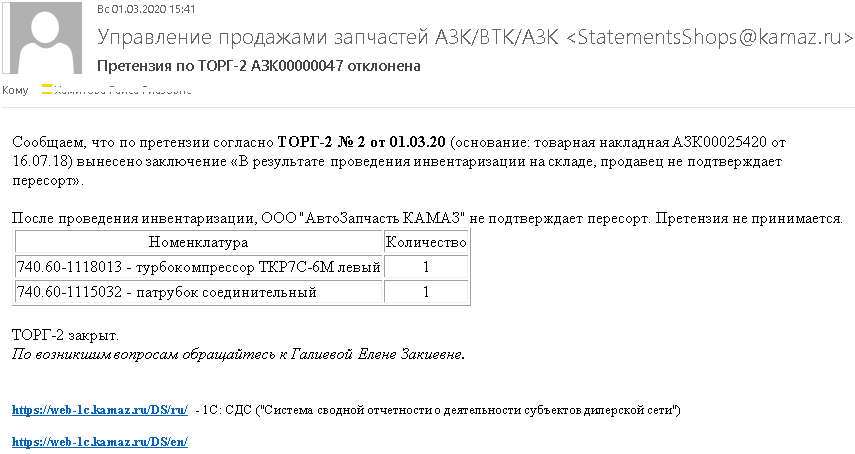 Вс 01.03.2020 15:41
Управление продажами запчастей АЗК/ВТК/АЗК <StatementsShops@kamaz.ru>
Претензия по ТОРГ-2 АЗК00000047 отклонена
Кому
Сообщаем, что по претензии согласно ТОРГ-2 № 2 от 01.03.20 (основание: товарная накладная АЗК00025420 от
16.07.18) вынесено заключение «В результате проведения инвентаризации на складе, продавец не подтверждает
пересорт».
После проведения инвентаризации, ООО "АвтоЗапчасть КАМАЗ" не подтверждает пересорт. Претензия не принимается.
Номенклатура Количество
740.60-1118013 - турбокомпрессор ТКР7С-6М левый 1
740.60-1115032 - патрубок соединительный 1
ТОРГ-2 закрыт.
По возникшим вопросам обращайтесь к Галиевой Елене Закиевне.
https://web-1c.kamaz.ru/DS/ru/ - 1С: СДС ("Система сводной отчетности о деятельности субъектов дилерской сети")
https://web-1c.kamaz.ru/DS/en/